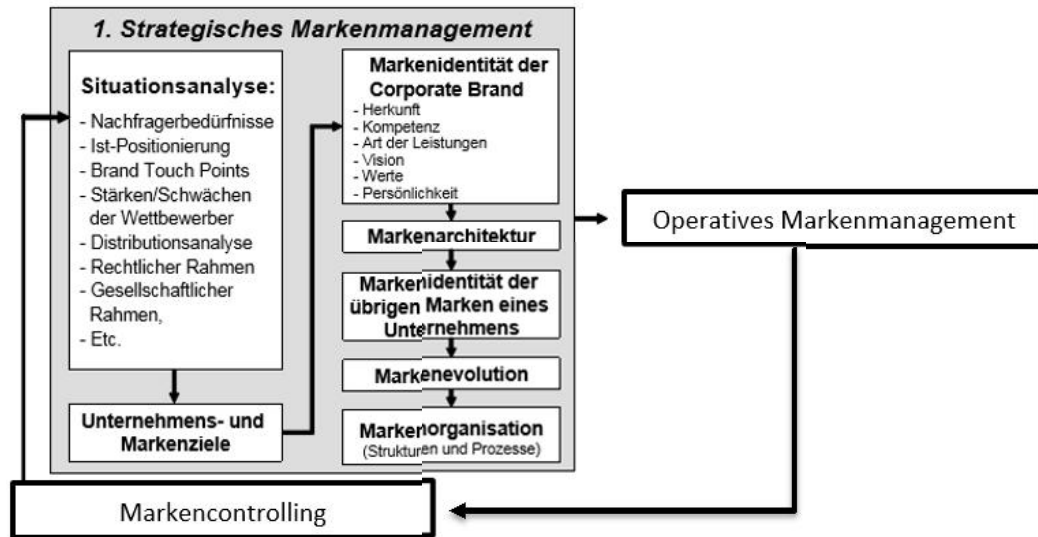 1. Strategisches Markenmanagement
Situationsanalyse:
- Nachfragerbedürfnisse
- Ist-Positionierung
- Brand Touch Points
- Stärken/Schwächen
der Wettbewerber
- Distributionsanalyse
- Rechtlicher Rahmen
- Gesellschaftlicher
Rahmen,
- Etc.
Unternehmens- und
Markenziele
Markenidentität der
Corporate Brand
- Herkunft
- Kompetenz
- Art der Leistungen
- Vision
- Werte
- Persönlichkeit
Markenarchitektur
Markenidentität der
übrigen Marken eines
Unternehmens
Markenevolution
Markenorganisation
(Strukturen und Prozesse)
Operatives Markenmanagement
Markencontrolling